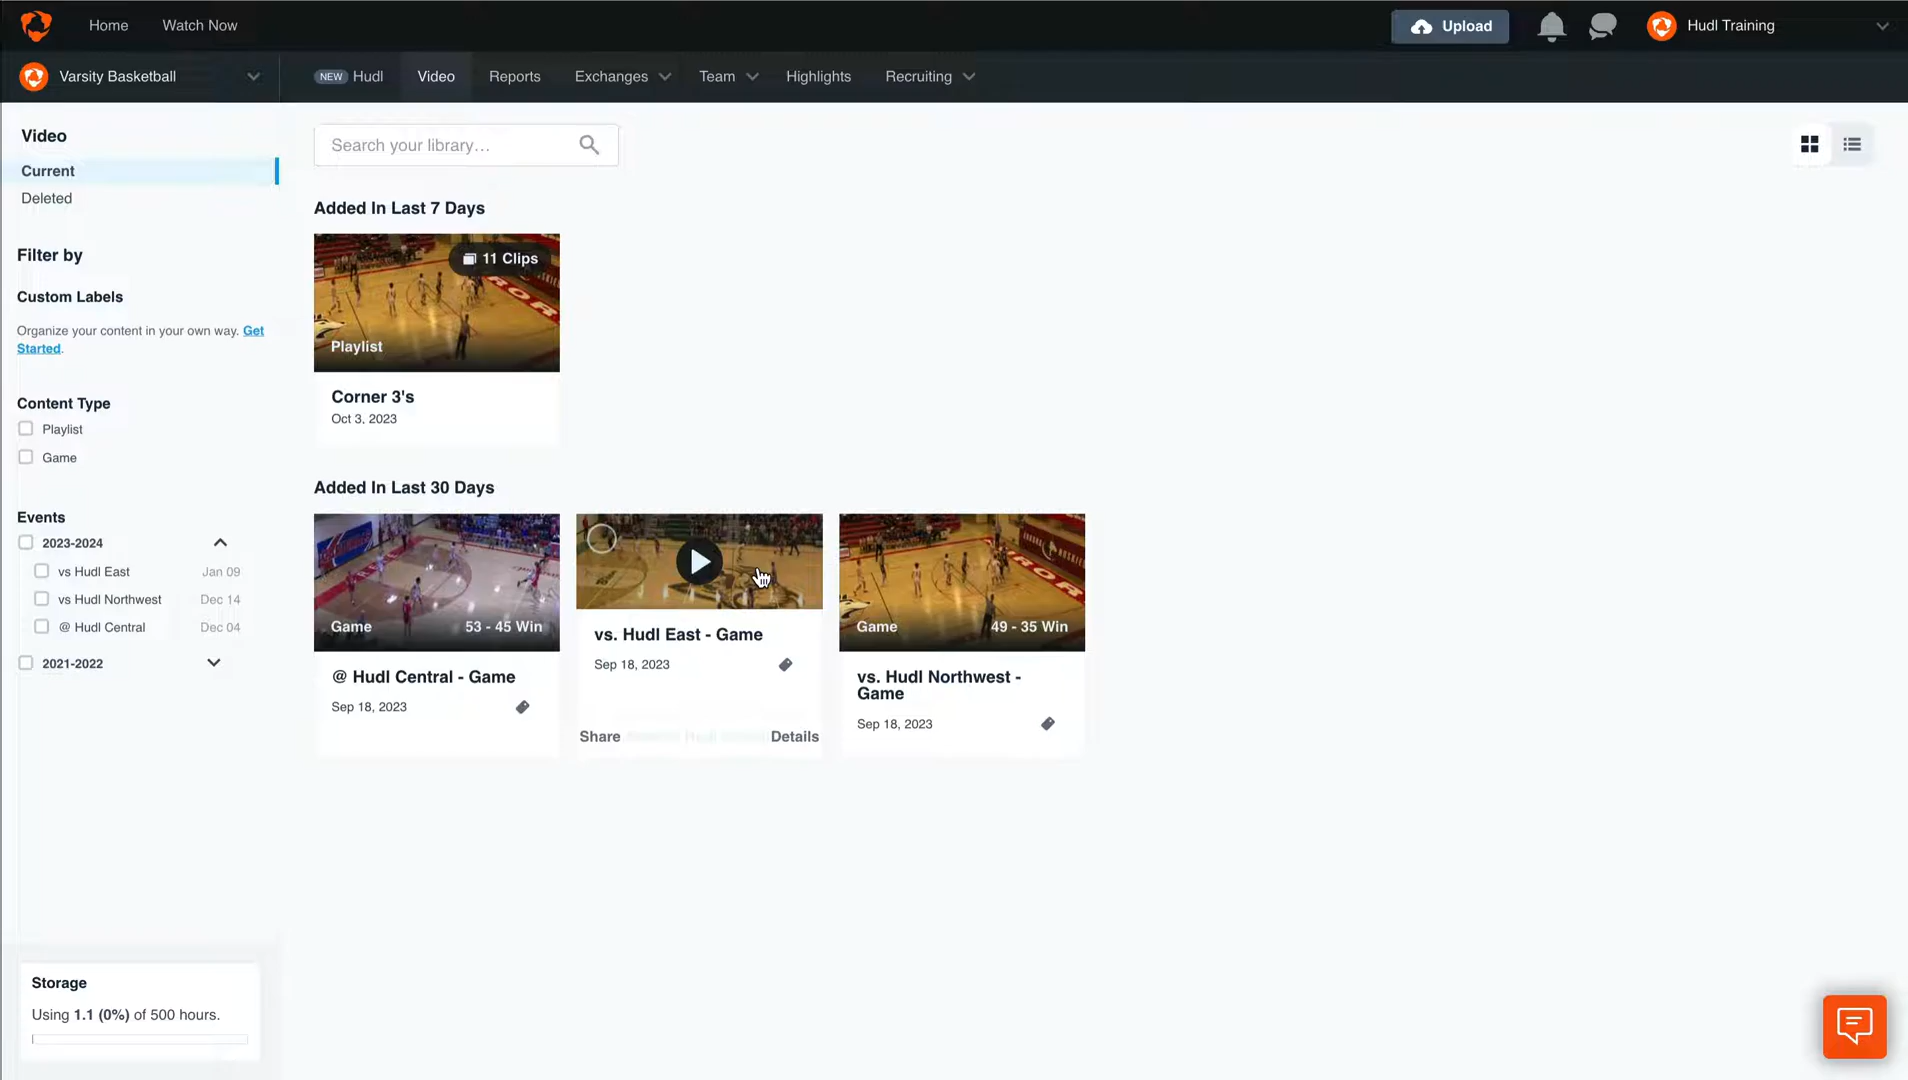 Home
Watch Now
Upload
Hudl Training
Varsity Basketball
NEW Hudl
Video
Reports
Exchanges
Team
Highlights
Recruiting
Video
Current
Deleted
Filter by
Custom Labels
Organize your content in your own way. Get
Started.
Content Type
Playlist
Game
Events
2023-2024
vs Hudl East Jan 09
vs Hudl Northwest Dec 14
@ Hudl Central Dec 04
2021-2022
Storage
Using 1.1 (0%) of 500 hours.
Search your library…
Added In Last 7 Days
11 Clips
Playlist
Corner 3's
Oct 3, 2023
Added In Last 30 Days
Game 53 - 45 Win
@ Hudl Central - Game
Sep 18, 2023
vs. Hudl East - Game
Sep 18, 2023
Share Details
Game 49 - 35 Win
vs. Hudl Northwest -
Game
Sep 18, 2023